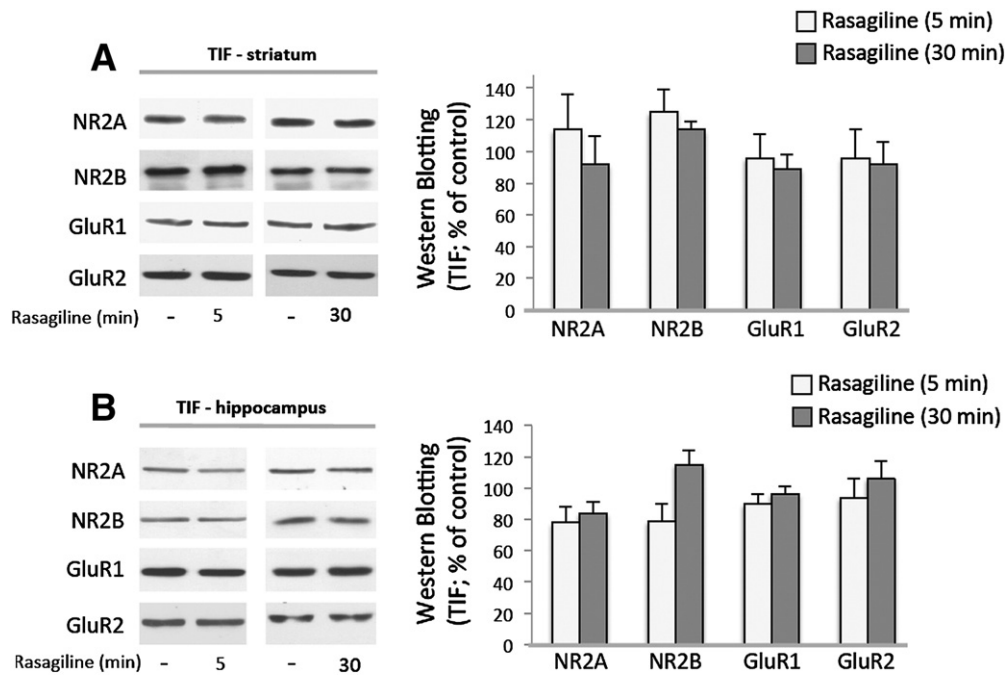 A
TIF - striatum
NR2A
NR2B
GluR1
GluR2
Rasagiline (min) - 5 - 30
Rasagiline (5 min)
Rasagiline (30 min)
Western Blotting
(TIF; % of control)
140
120
100
80
60
40
20
0
NR2A NR2B GluR1 GluR2
B
TIF - hippocampus
NR2A
NR2B
GluR1
GluR2
Rasagiline (min) - 5 - 30
Rasagiline (5 min)
Rasagiline (30 min)
Western Blotting
(TIF; % of control)
140
120
100
80
60
40
20
0
NR2A NR2B GluR1 GluR2